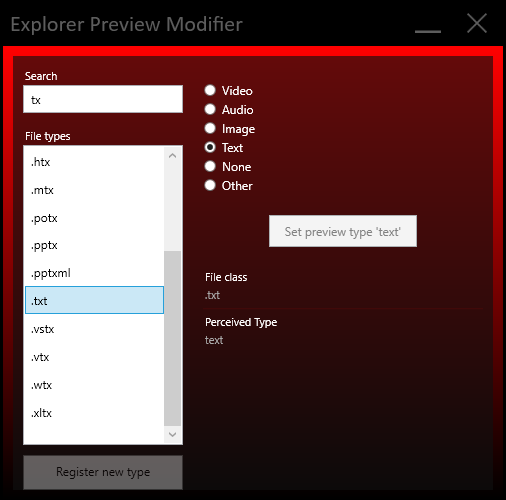 Explorer Preview Modifier
Search
tx
File types
.htx
.mtx
.potx
.pptx
.pptxml
.txt
.vstx
.vtx
.wtx
.xltx
Register new type
Video
Audio
Image
Text
None
Other
Set preview type 'text'
File class
.txt
Perceived Type
text